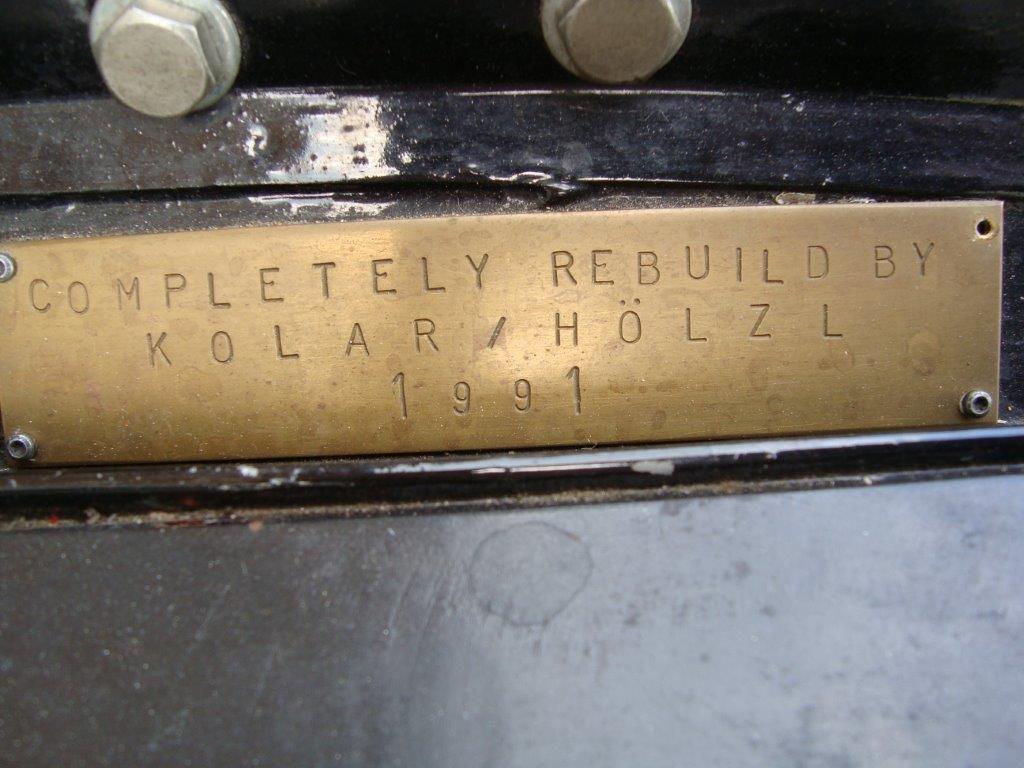 COMPLETELY REBUILD BY
KOLAR/HÖLZL
1991